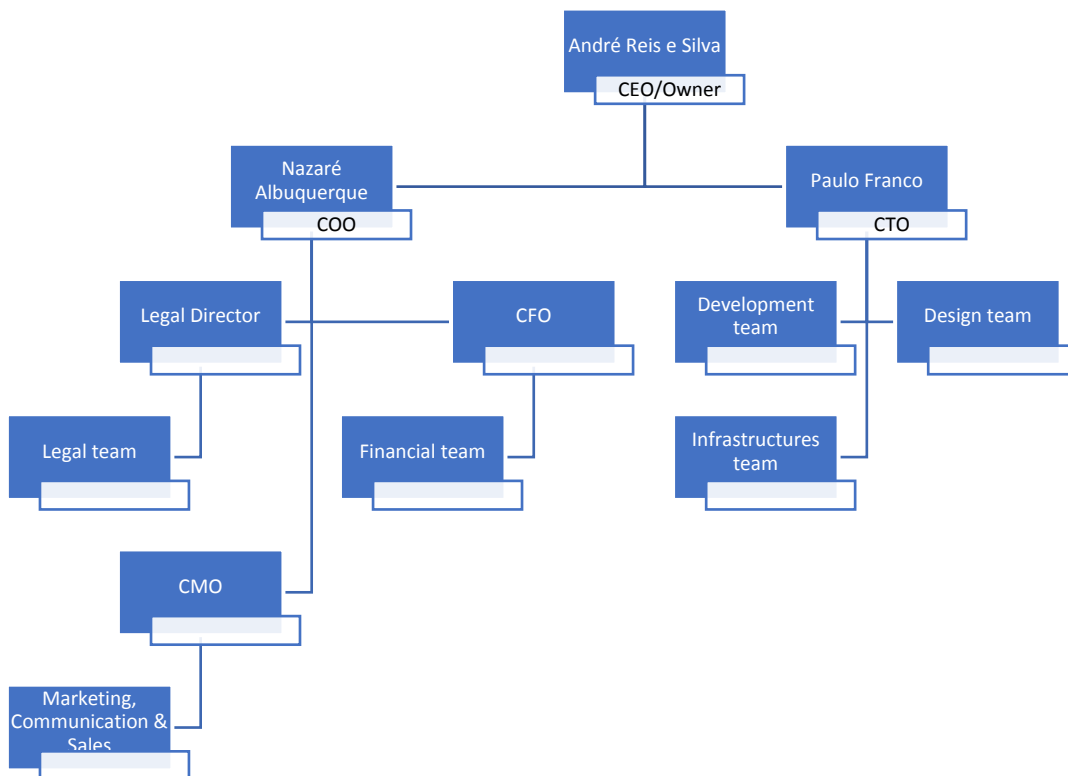 André Reis e Silva
CEO/Owner
Nazaré
Albuquerque
COO
Paulo Franco
CTO
Legal Director
CFO
Development
team
Design team
Legal team
Financial team
Infrastructures
team
CMO
Marketing,
Communication &
Sales